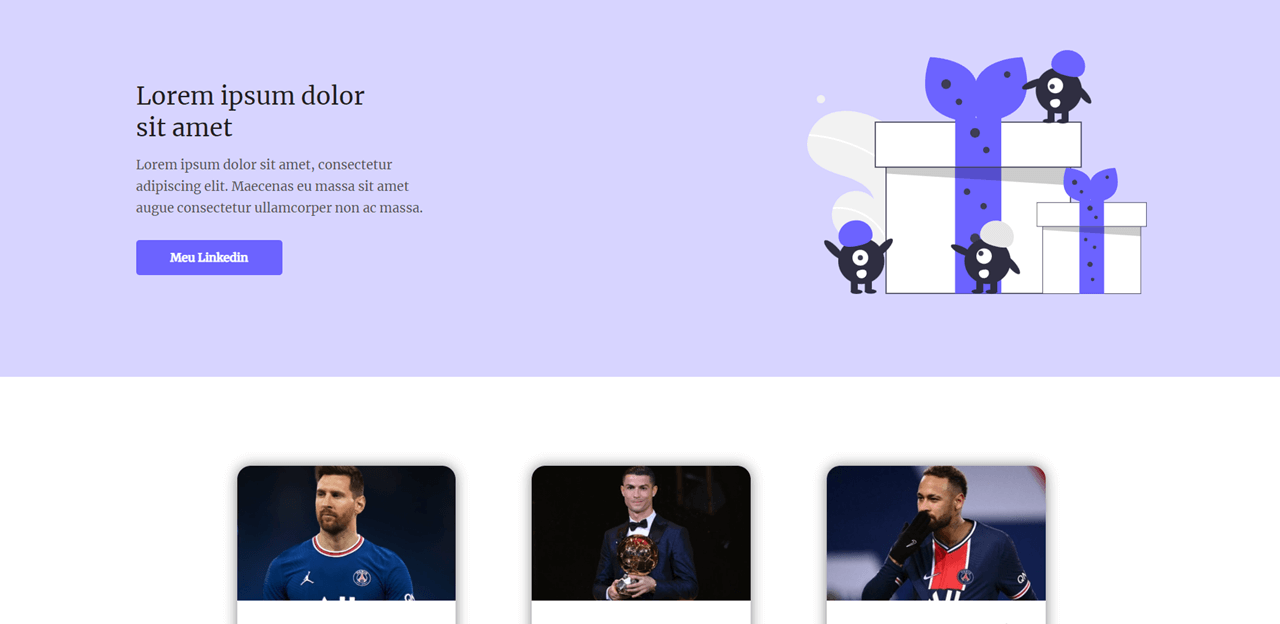 Lorem ipsum dolor
sit amet
Lorem ipsum dolor sit amet, consectetur
adipiscing elit. Maecenas eu massa sit amet
augue consectetur ullamcorper non ac massa.
Meu Linkedin